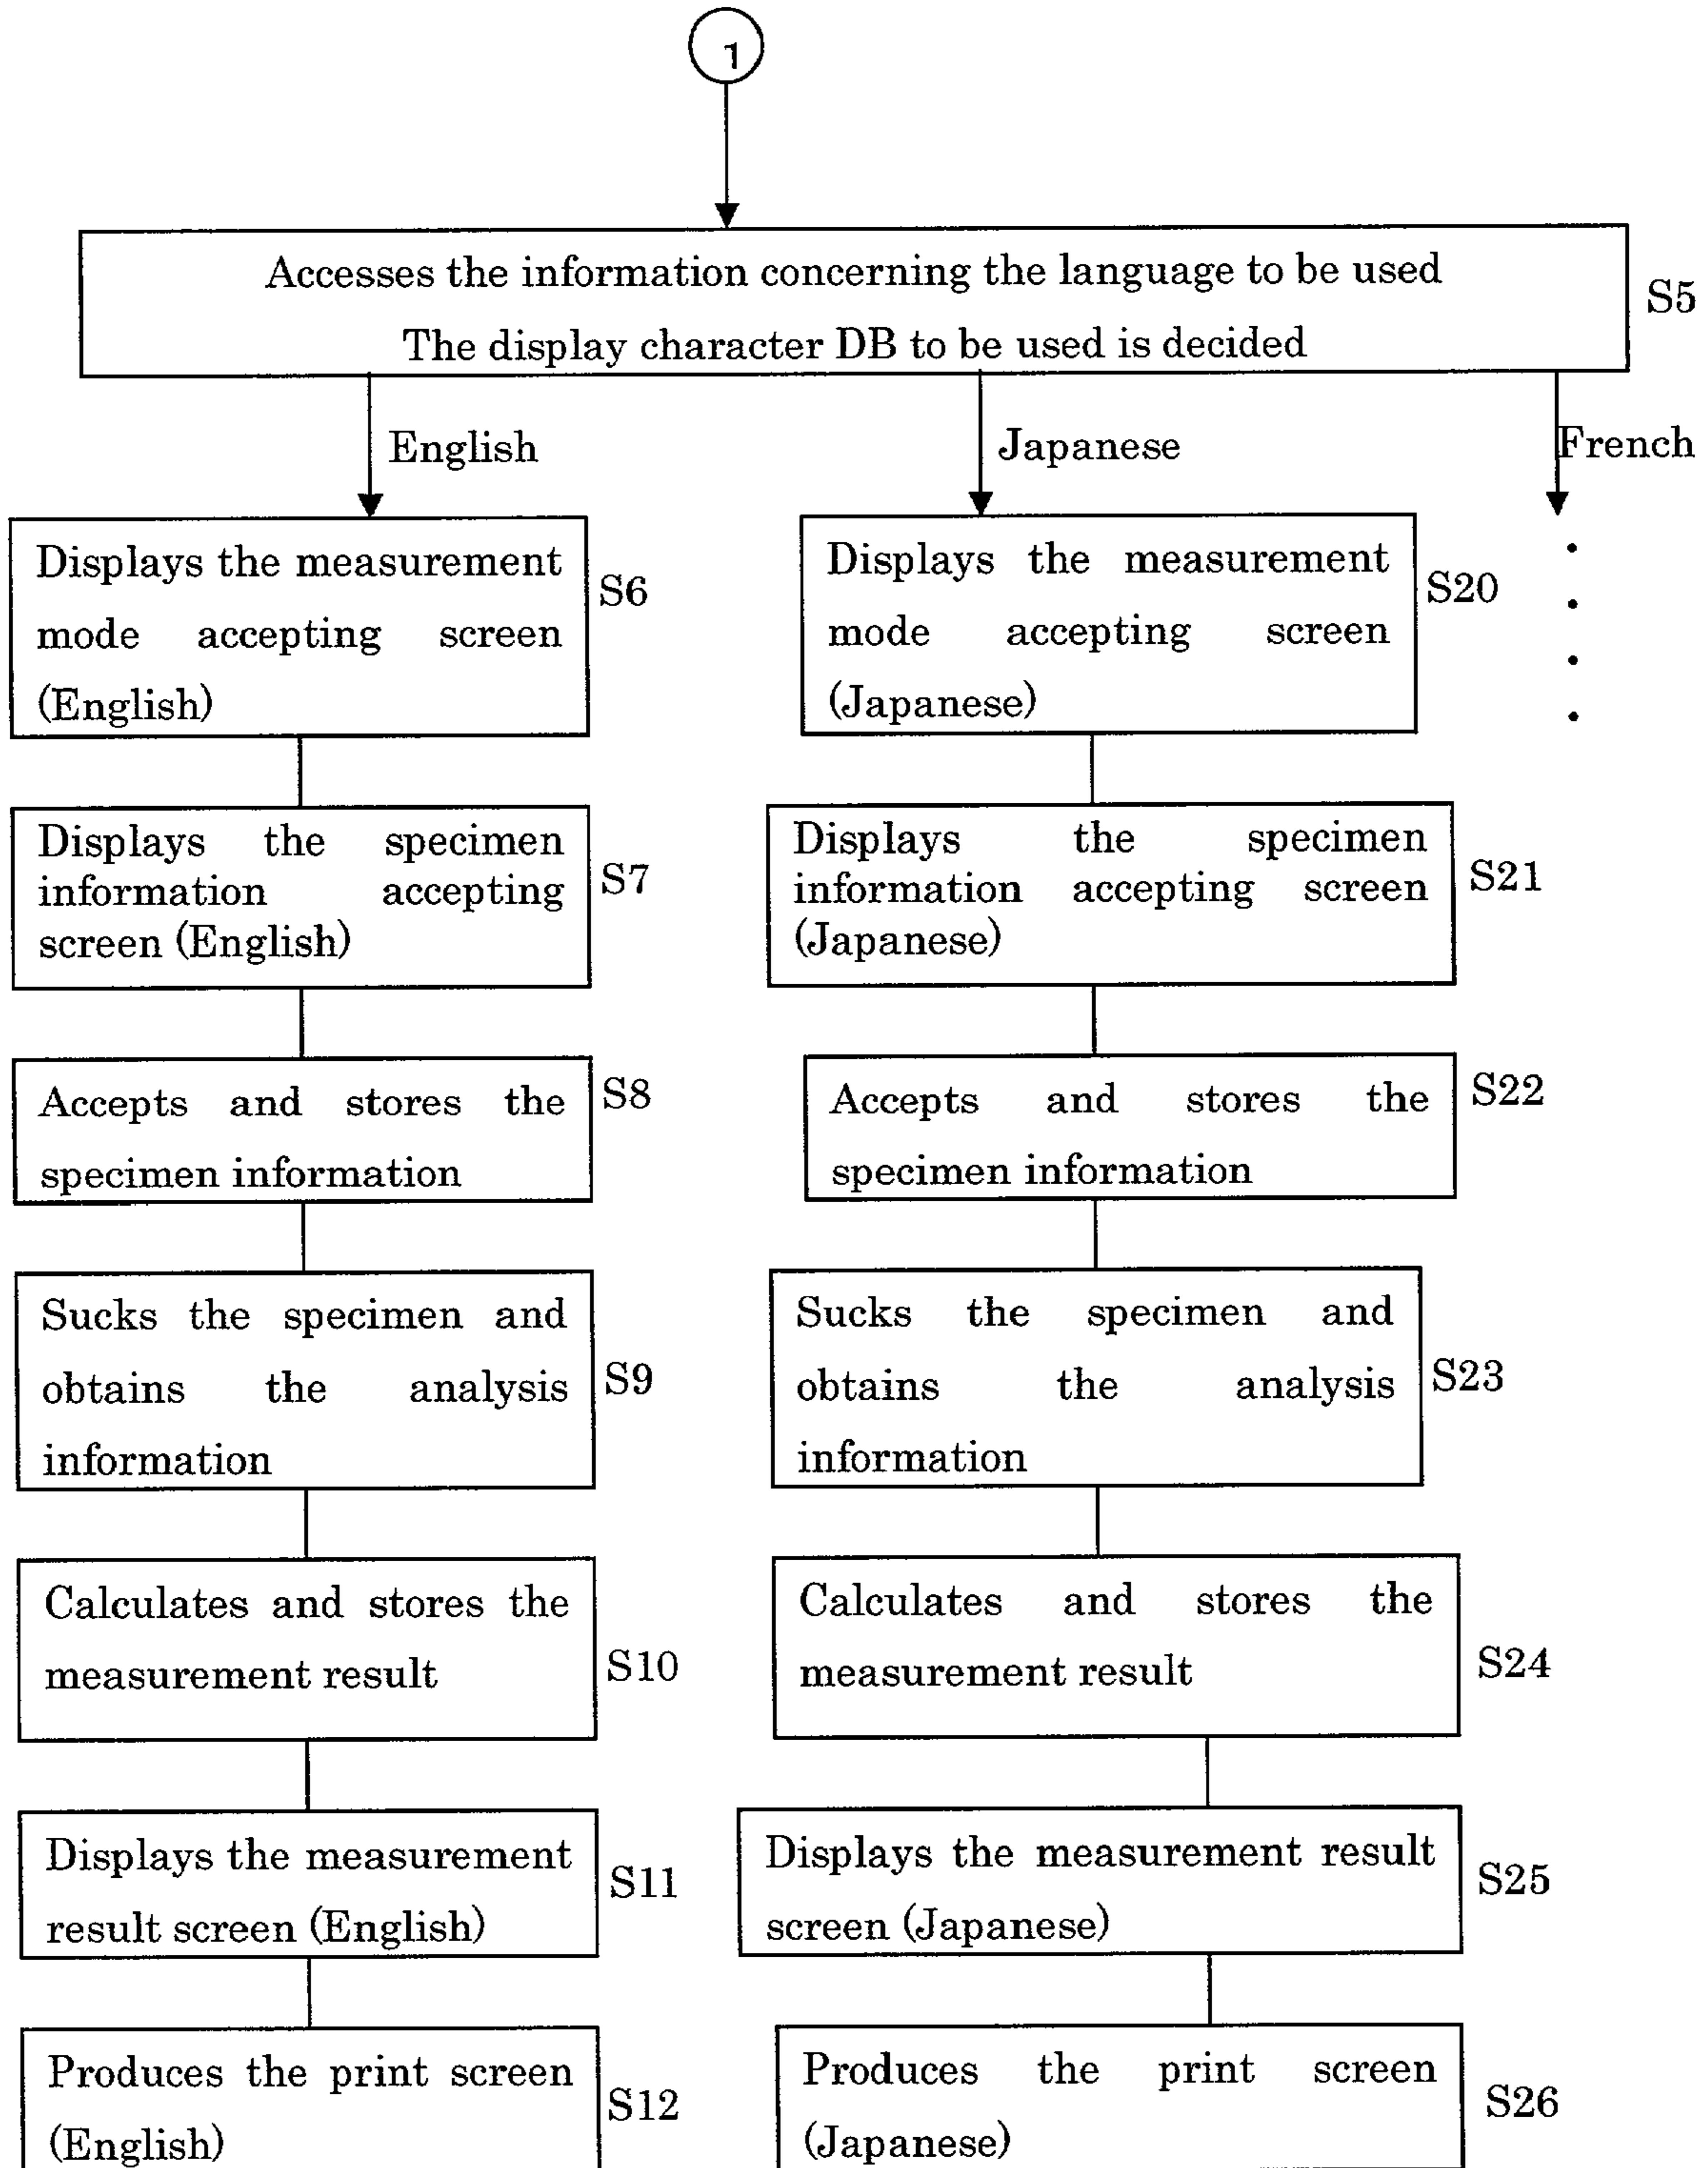 1
Accesses the information concerning the language to be used
The display character DB to be used is decided
S5
English
Japanese
French
Displays the measurement
mode accepting screen
(English)
S6
Displays the specimen
information accepting
screen (English)
S7
Accepts and stores the
specimen information
S8
Sucks the specimen and
obtains the analysis
information
S9
Calculates and stores the
measurement result
S10
Displays the measurement
result screen (English)
S11
Produces the print screen
(English)
S12
Displays the measurement
mode accepting screen
(Japanese)
S20
Displays the specimen
information accepting screen
(Japanese)
S21
Accepts and stores the
specimen information
S22
Sucks the specimen and
obtains the analysis
information
S23
Calculates and stores the
measurement result
S24
Displays the measurement result
screen (Japanese)
S25
Produces the print screen
(Japanese)
S26